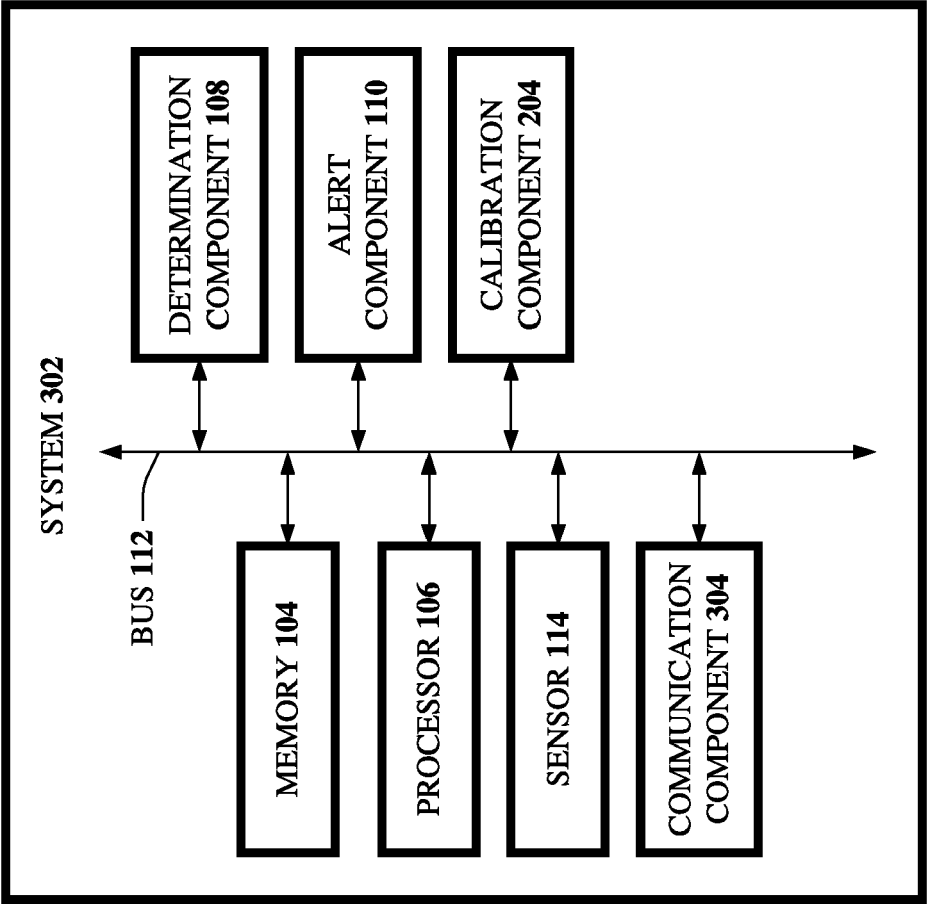 SYSTEM 302
BUS 112
MEMORY 104
PROCESSOR 106
SENSOR 114
COMMUNICATION
COMPONENT 304
DETERMINATION
COMPONENT 108
ALERT
COMPONENT 110
CALIBRATION
COMPONENT 204